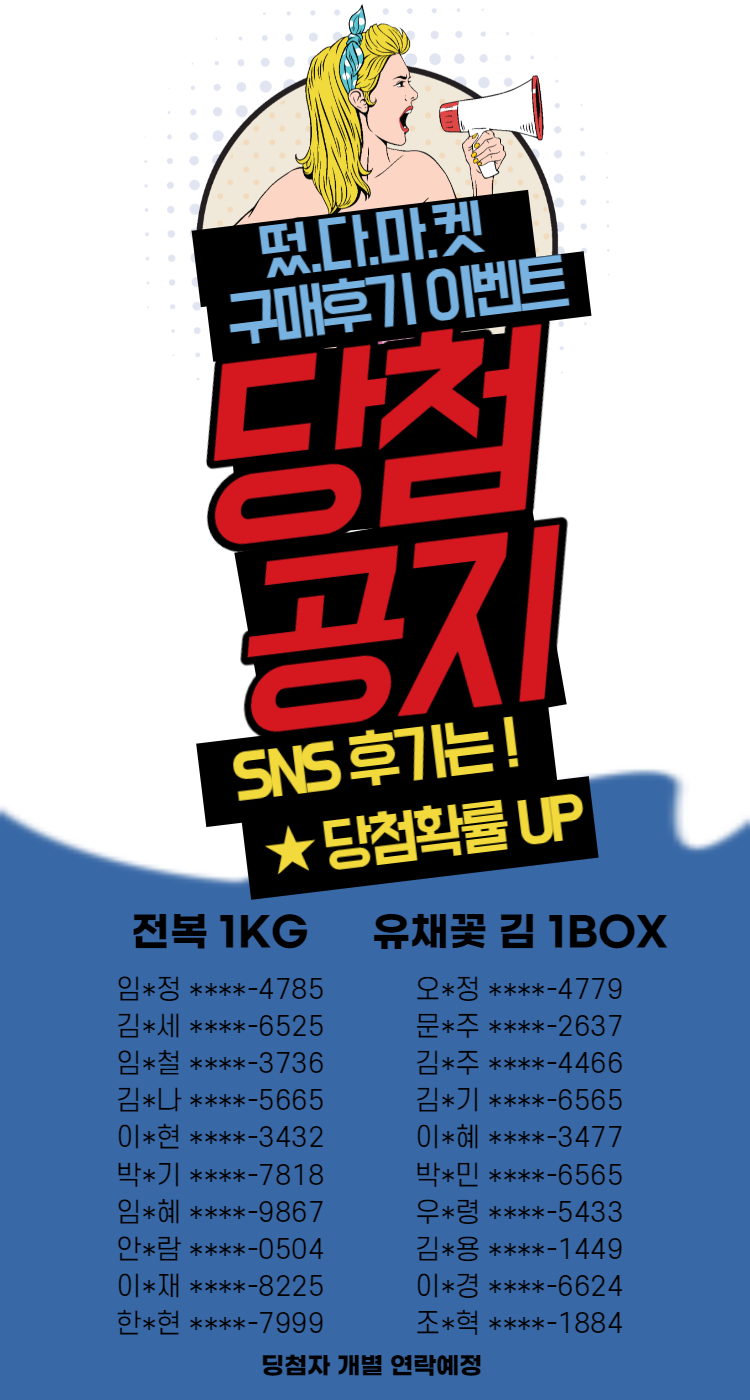 떴.다.마.켓
구매후기 이벤트
당첨
공지
SNS 후기는 !
★ 당첨확률 UP
전복 1KG
임*정 ****-4785
김*세 ****-6525
임*철 ****-3736
김*나 ****-5665
이*현 ****-3432
박*기 ****-7818
임*혜 ****-9867
안*람 ****-0504
이*재 ****-8225
한*현 ****-7999
유채꽃 김 1BOX
오*정 ****-4779
문*주 ****-2637
김*주 ****-4466
김*기 ****-6565
이*혜 ****-3477
박*민 ****-6565
우*령 ****-5433
김*용 ****-1449
이*경 ****-6624
조*혁 ****-1884
딩첨자 개별 연락예정